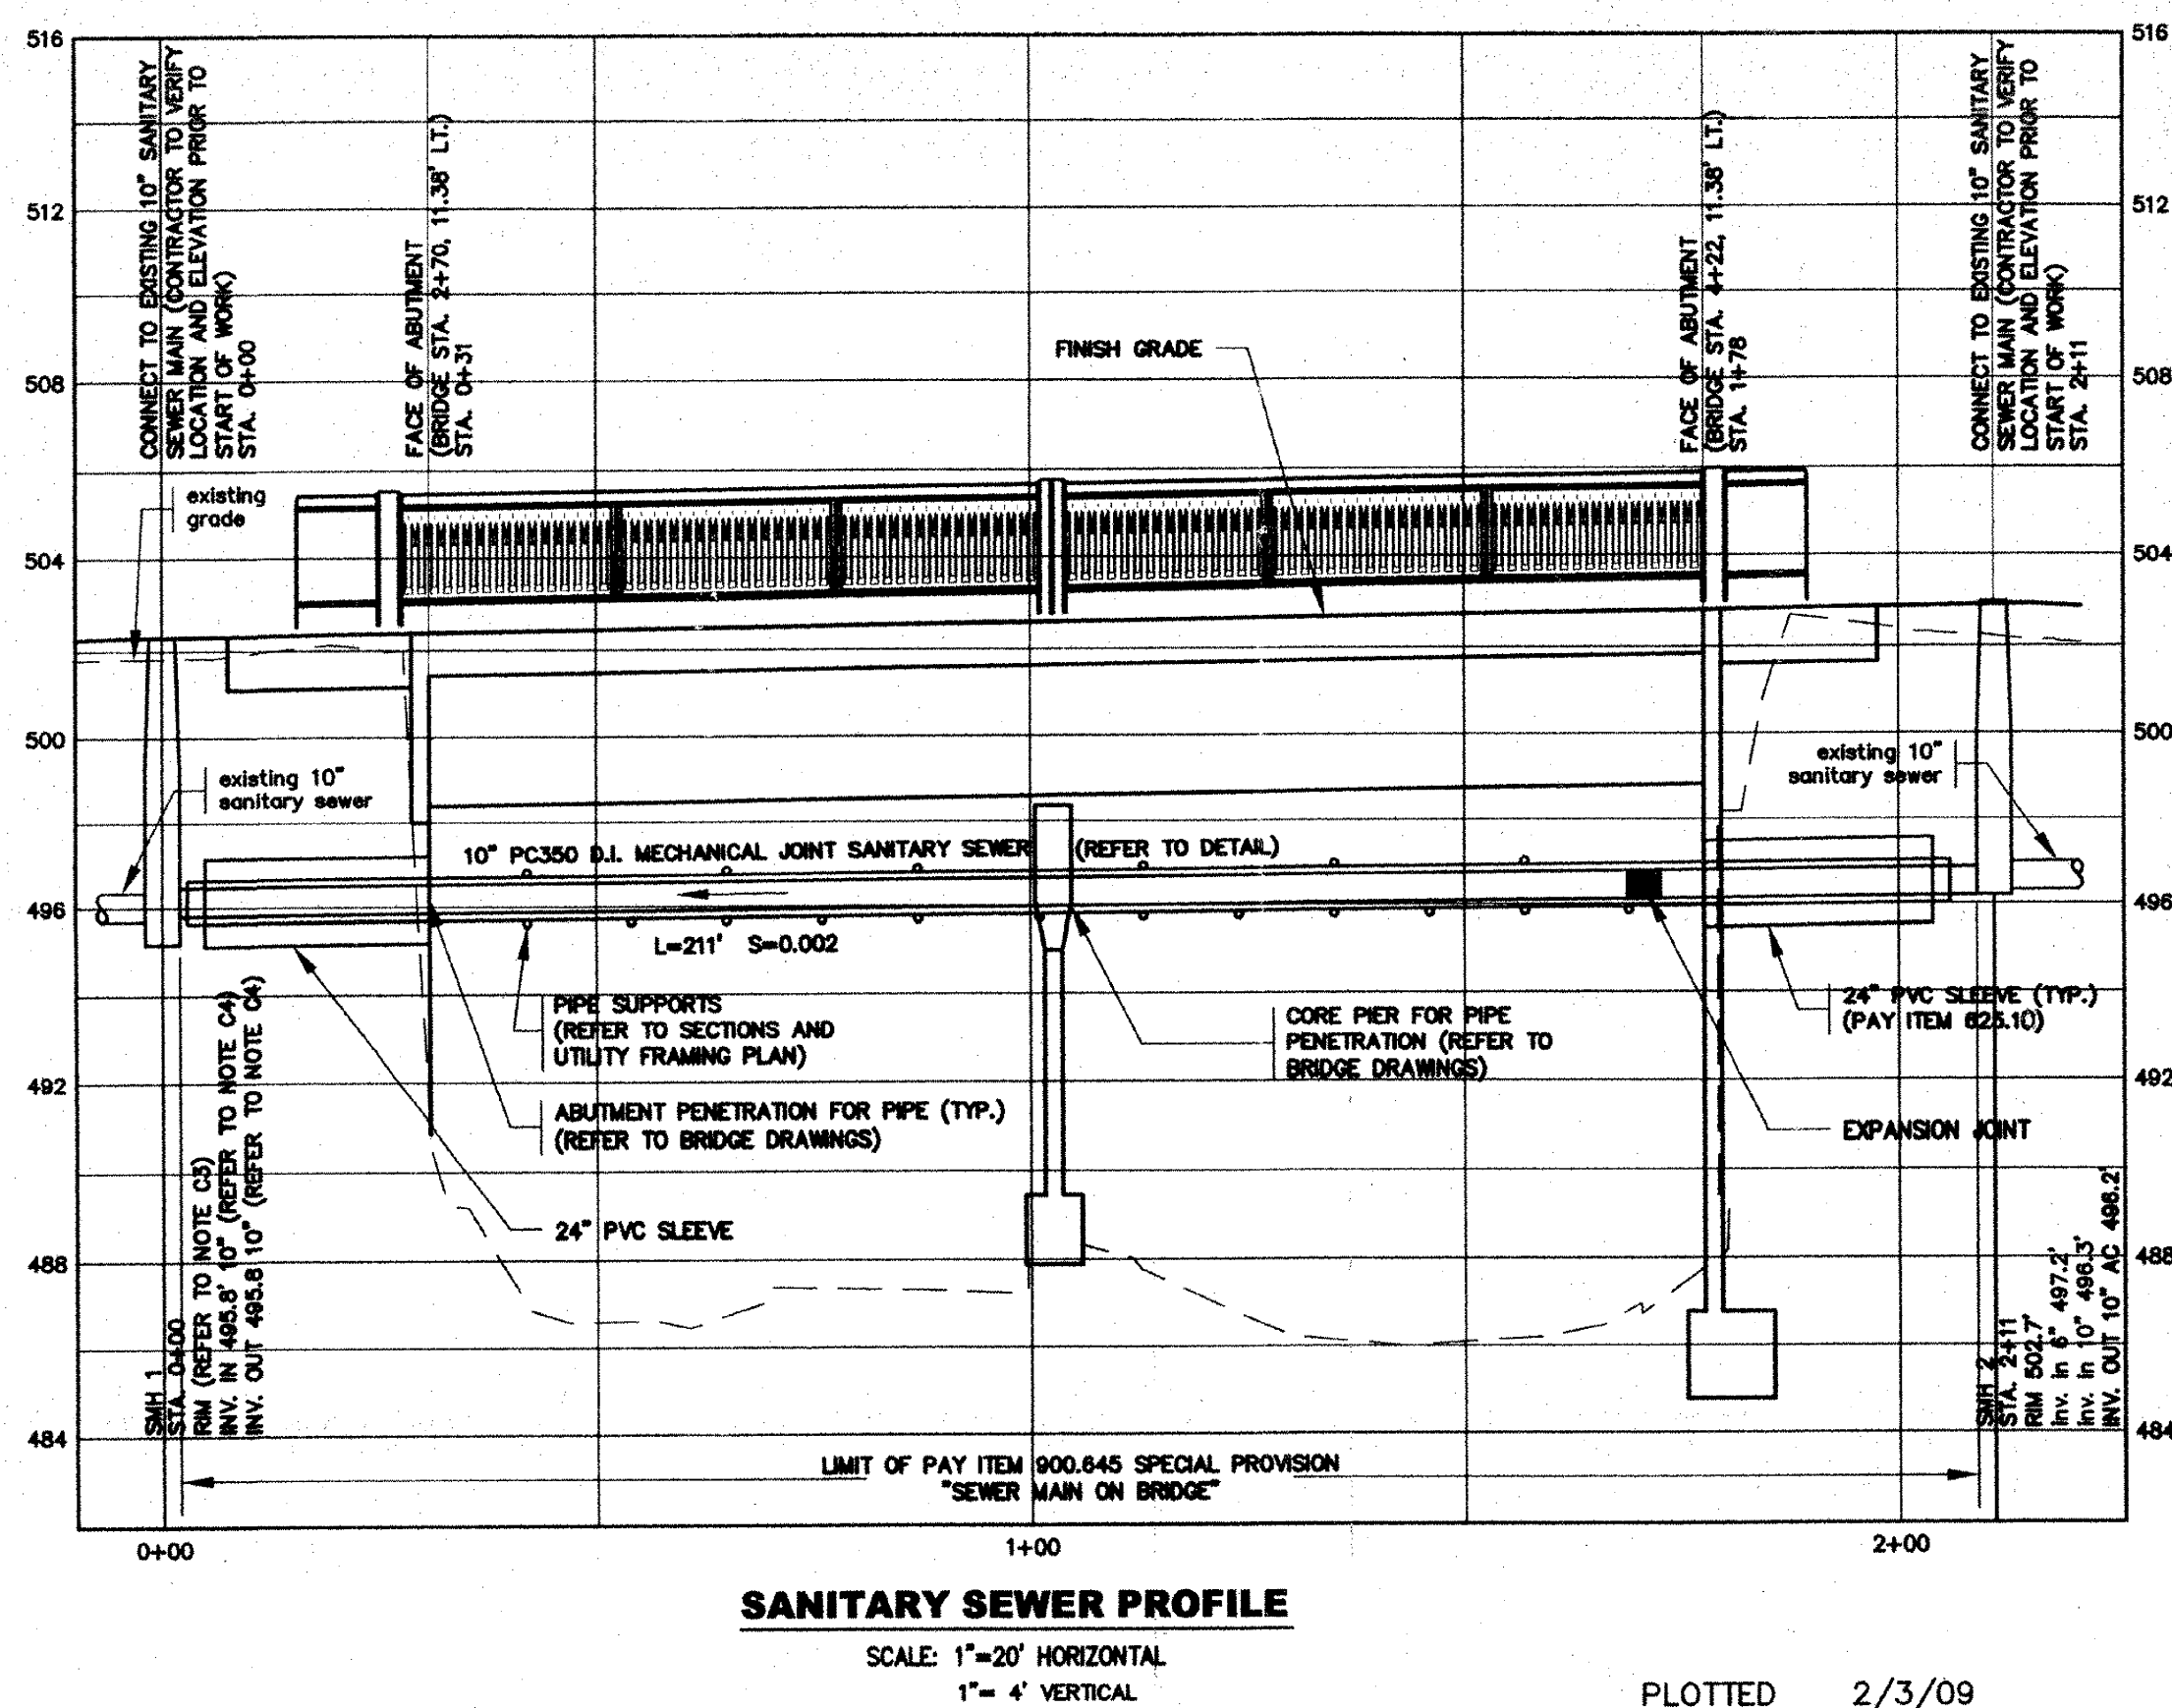 516
512
508
504
500
496
492
488
484
516
512
508
504
500
496
492
488
484
CONNECT TO EXISTING 10" SANITARY
SEWER MAIN (CONTRACTOR TO VERIFY
LOCATION AND ELEVATION PRIOR TO
START OF WORK)
STA. 0+00
FACE OF ABUTMENT
(BRIDGE STA. 2+70, 11.38' LT.)
STA. 0+31
FINISH GRADE
FACE OF ABUTMENT
(BRIDGE STA. 4+22, 11.38' LT.)
STA. 1+78
CONNECT TO EXISTING 10" SANITARY
SEWER MAIN (CONTRACTOR TO VERIFY
LOCATION AND ELEVATION PRIOR TO
START OF WORK)
STA. 2+11
existing
grade
existing 10"
sanitary sewer
existing 10"
sanitary sewer
10" PC350 D.I. MECHANICAL JOINT SANITARY SEWER (REFER TO DETAIL)
L=211' S=0.002
PIPE SUPPORTS
(REFER TO SECTIONS AND
UTILITY FRAMING PLAN)
ABUTMENT PENETRATION FOR PIPE (TYP.)
(REFER TO BRIDGE DRAWINGS)
24" PVC SLEEVE
CORE PIER FOR PIPE
PENETRATION (REFER TO
BRIDGE DRAWINGS)
24" PVC SLEEVE (TYP.)
(PAY ITEM 625.10)
EXPANSION JOINT
SMH 1
STA. 0+00
RIM (REFER TO NOTE C3)
INV. IN 495.8' 10" (REFER TO NOTE C4)
INV. OUT 495.8 10" (REFER TO NOTE C4)
SMH 2
STA. 2+11
RIM 502.7'
inv. in 6" 497.2'
inv. in 10" 496.3'
INV. OUT 10" AC 496.2'
LIMIT OF PAY ITEM 900.645 SPECIAL PROVISION
"SEWER MAIN ON BRIDGE"
0+00
1+00
2+00
SANITARY SEWER PROFILE
SCALE: 1"=20' HORIZONTAL
1"= 4' VERTICAL
PLOTTED 2/3/09